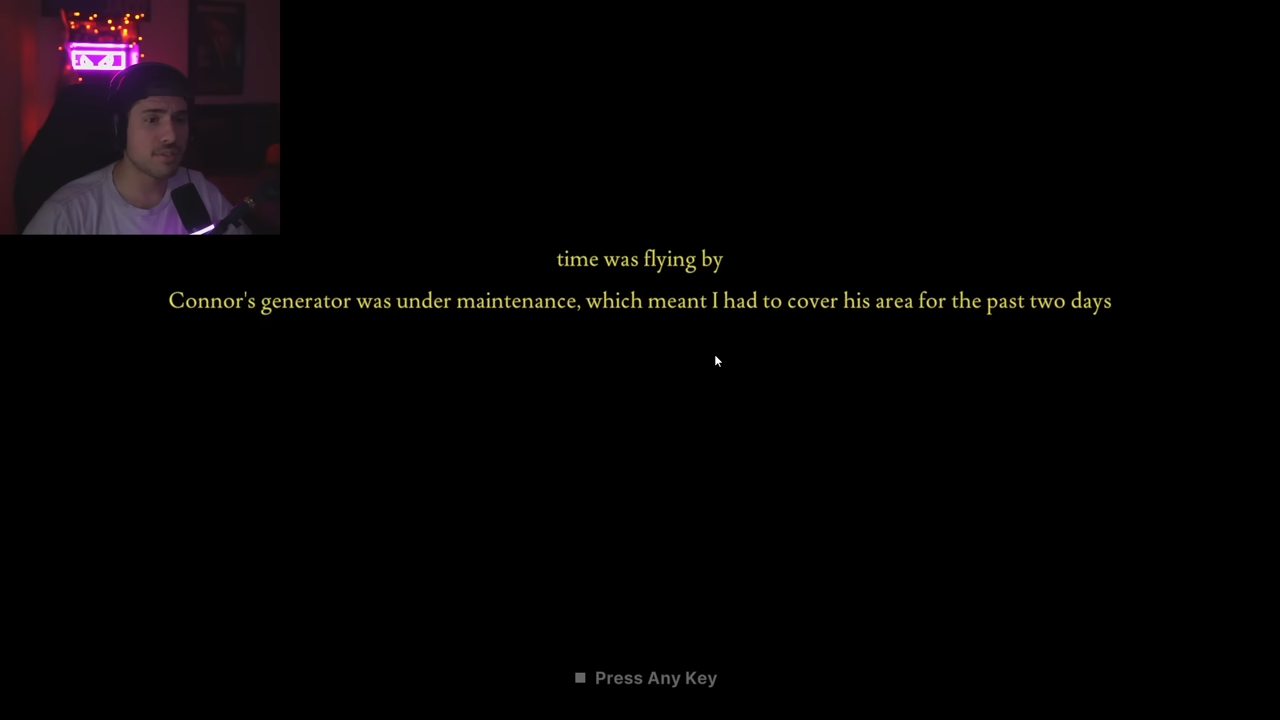 time was flying by
Connor's generator was under maintenance, which meant I had to cover his area for the past two days
Press Any Key